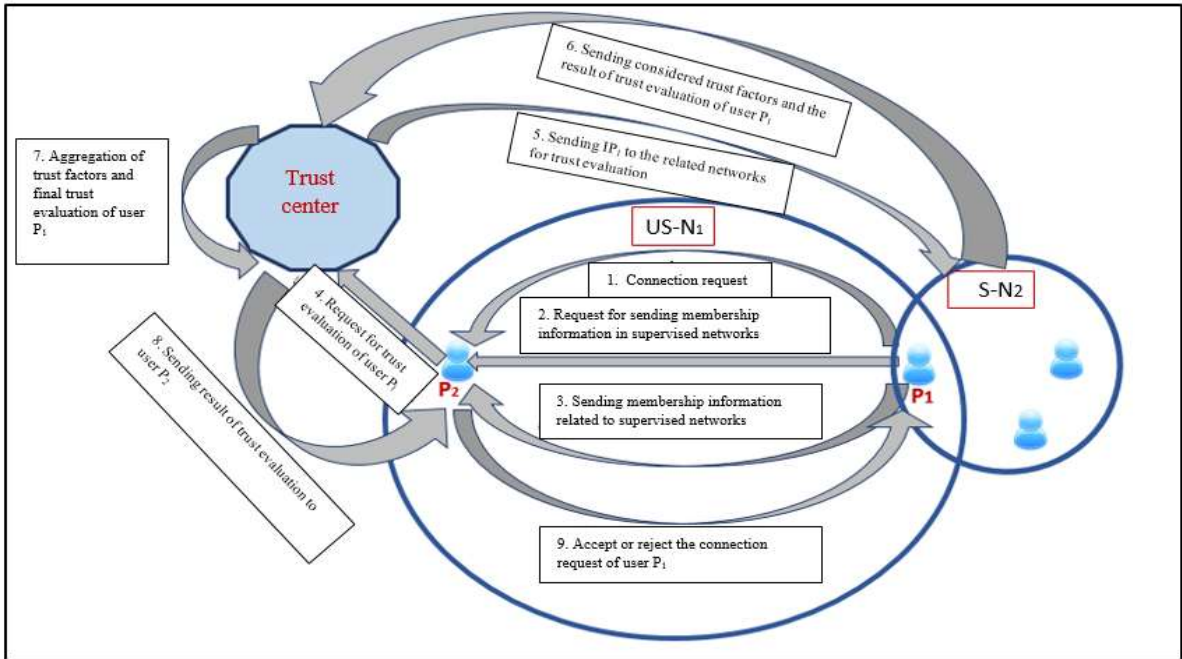 6. Sending considered trust factors and the
result of trust evaluation of user P₁
5. Sending IP₁ to the related networks
for trust evaluation
7. Aggregation of
trust factors and
final trust
evaluation of user
P₁
Trust
center
US-N₁
S-N₂
1. Connection request
2. Request for sending membership
information in supervised networks
4. Request for trust
evaluation of user P₁
P₂
P1
3. Sending membership information
related to supervised networks
8. Sending result of trust evaluation to
user P₂
9. Accept or reject the connection
request of user P₁